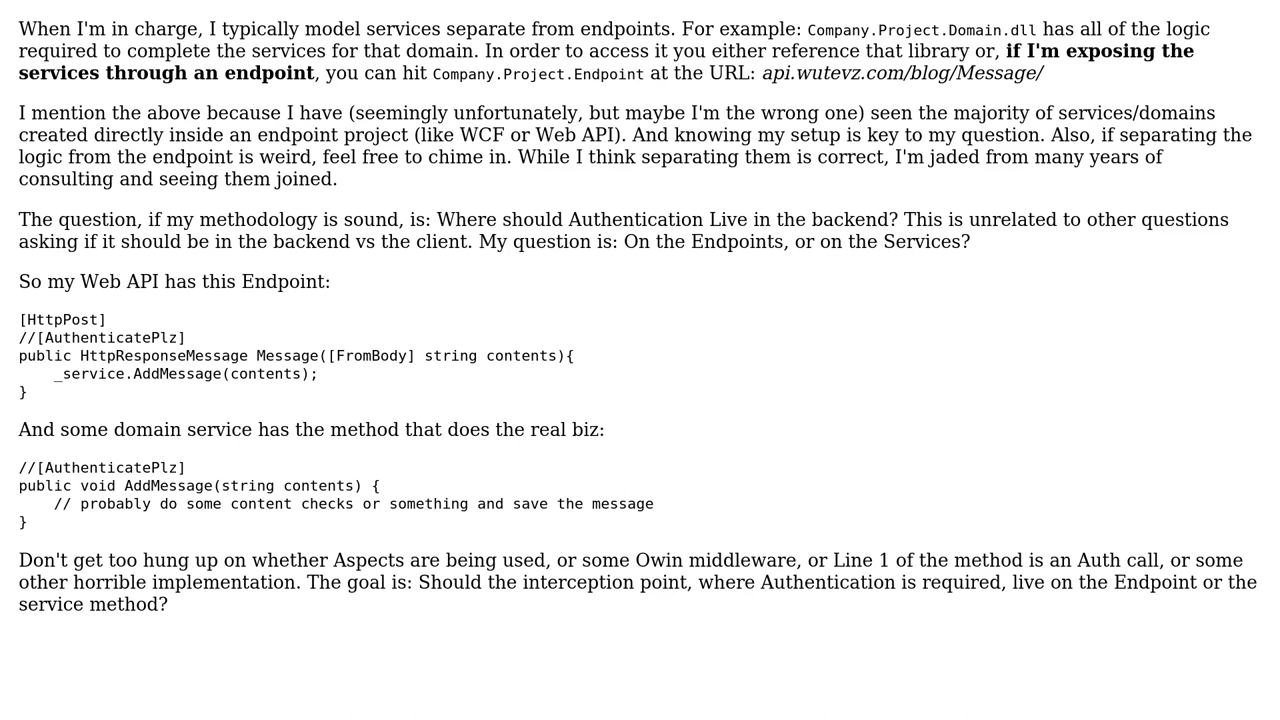 When I'm in charge, I typically model services separate from endpoints. For example: Company.Project.Domain.dll has all of the logic
required to complete the services for that domain. In order to access it you either reference that library or, if I'm exposing the
services through an endpoint, you can hit Company.Project.Endpoint at the URL: api.wutevz.com/blog/Message/
I mention the above because I have (seemingly unfortunately, but maybe I'm the wrong one) seen the majority of services/domains
created directly inside an endpoint project (like WCF or Web API). And knowing my setup is key to my question. Also, if separating the
logic from the endpoint is weird, feel free to chime in. While I think separating them is correct, I'm jaded from many years of
consulting and seeing them joined.
The question, if my methodology is sound, is: Where should Authentication Live in the backend? This is unrelated to other questions
asking if it should be in the backend vs the client. My question is: On the Endpoints, or on the Services?
So my Web API has this Endpoint:
[HttpPost]
//[AuthenticatePlz]
public HttpResponseMessage Message([FromBody] string contents){
    _service.AddMessage(contents);
}
And some domain service has the method that does the real biz:
//[AuthenticatePlz]
public void AddMessage(string contents) {
    // probably do some content checks or something and save the message
}
Don't get too hung up on whether Aspects are being used, or some Owin middleware, or Line 1 of the method is an Auth call, or some
other horrible implementation. The goal is: Should the interception point, where Authentication is required, live on the Endpoint or the
service method?